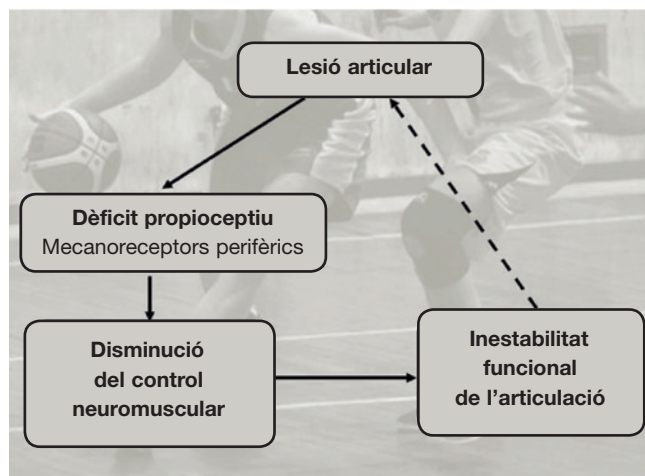 Lesió articular
Dèficit propioceptiu
Mecanoreceptors perifèrics
Disminució
del control
neuromuscular
Inestabilitat
funcional
de l’articulació